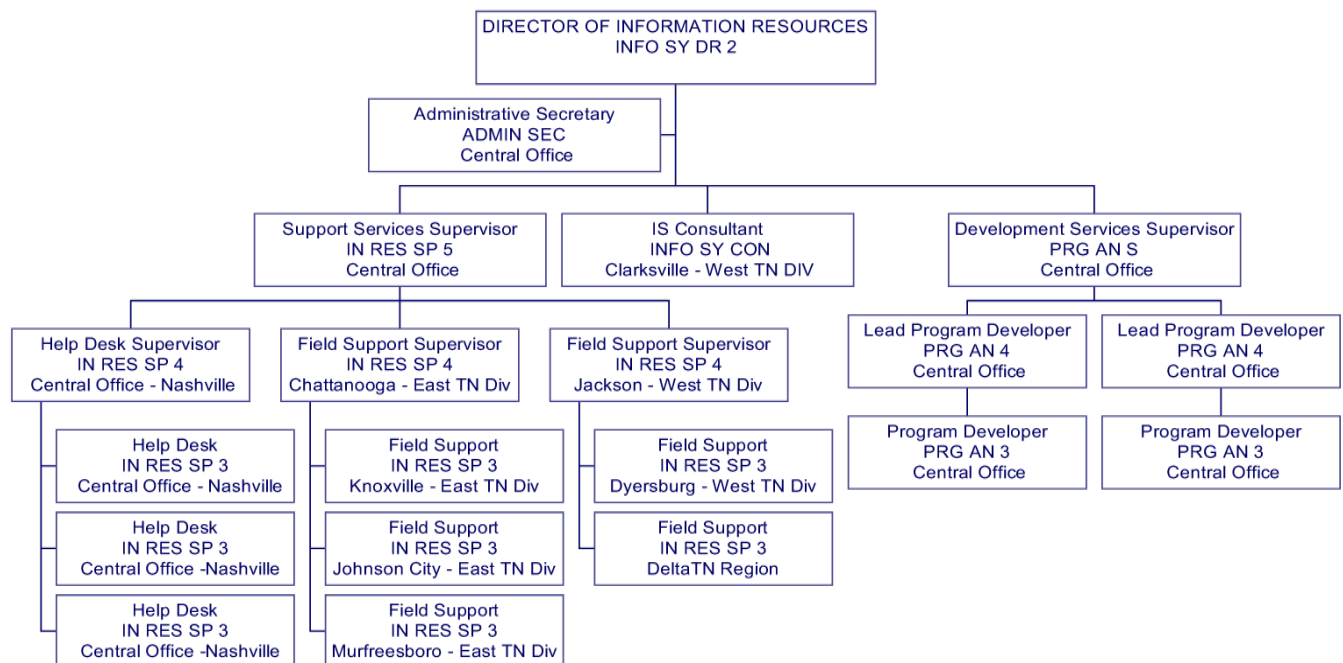 DIRECTOR OF INFORMATION RESOURCES
INFO SY DR 2
Administrative Secretary
ADMIN SEC
Central Office
Support Services Supervisor
IN RES SP 5
Central Office
IS Consultant
INFO SY CON
Clarksville - West TN DIV
Development Services Supervisor
PRG AN S
Central Office
Help Desk Supervisor
IN RES SP 4
Central Office - Nashville
Field Support Supervisor
IN RES SP 4
Chattanooga - East TN Div
Field Support Supervisor
IN RES SP 4
Jackson - West TN Div
Lead Program Developer
PRG AN 4
Central Office
Lead Program Developer
PRG AN 4
Central Office
Help Desk
IN RES SP 3
Central Office - Nashville
Field Support
IN RES SP 3
Knoxville - East TN Div
Field Support
IN RES SP 3
Dyersburg - West TN Div
Program Developer
PRG AN 3
Central Office
Program Developer
PRG AN 3
Central Office
Help Desk
IN RES SP 3
Central Office -Nashville
Field Support
IN RES SP 3
Johnson City - East TN Div
Field Support
IN RES SP 3
DeltaTN Region
Help Desk
IN RES SP 3
Central Office -Nashville
Field Support
IN RES SP 3
Murfreesboro - East TN Div